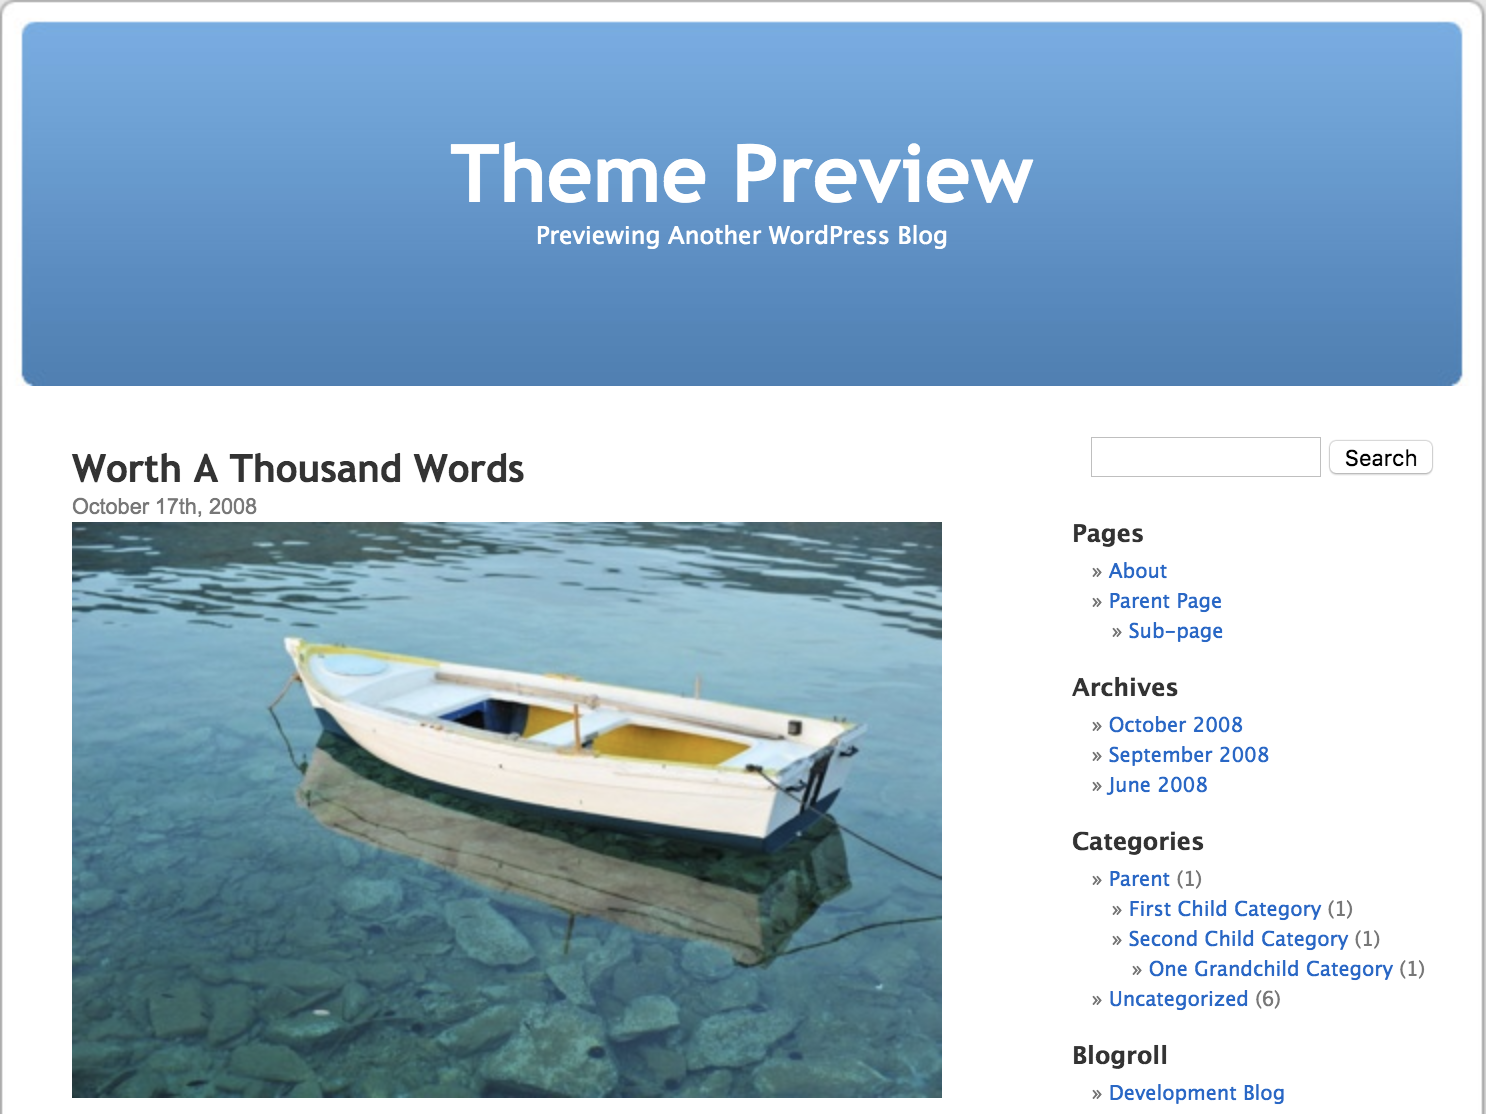 Theme Preview
Previewing Another WordPress Blog
Worth A Thousand Words
October 17th, 2008
Search
Pages
» About
» Parent Page
» Sub-page
Archives
» October 2008
» September 2008
» June 2008
Categories
» Parent (1)
» First Child Category (1)
» Second Child Category (1)
» One Grandchild Category (1)
» Uncategorized (6)
Blogroll
» Development Blog